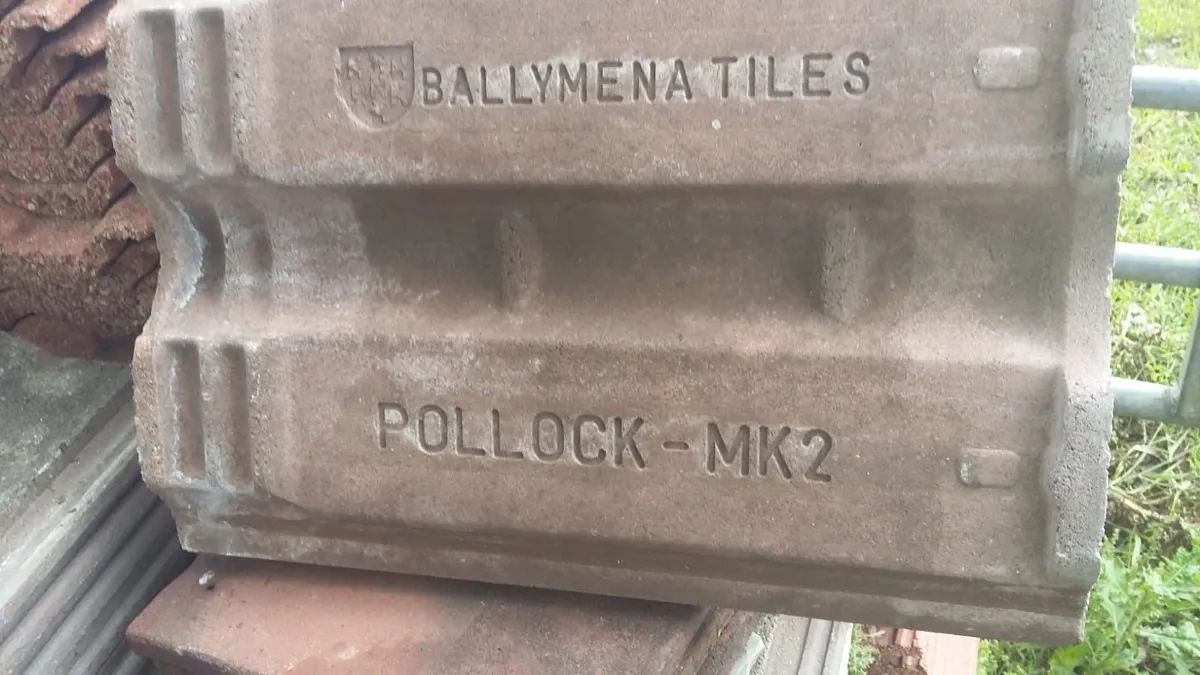 BALLYMENA TILES
POLLOCK - MK2